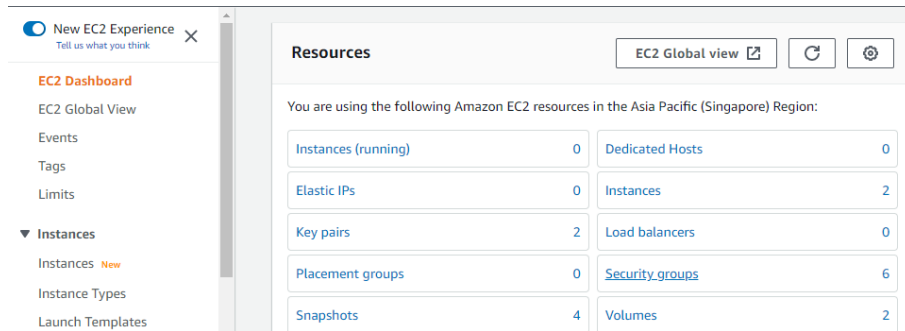 New EC2 Experience
Tell us what you think
EC2 Dashboard
EC2 Global View
Events
Tags
Limits
Instances
Instances New
Instance Types
Launch Templates
Resources
EC2 Global view
You are using the following Amazon EC2 resources in the Asia Pacific (Singapore) Region:
Instances (running) 0 Dedicated Hosts 0
Elastic IPs 0 Instances 2
Key pairs 2 Load balancers 0
Placement groups 0 Security groups 6
Snapshots 4 Volumes 2